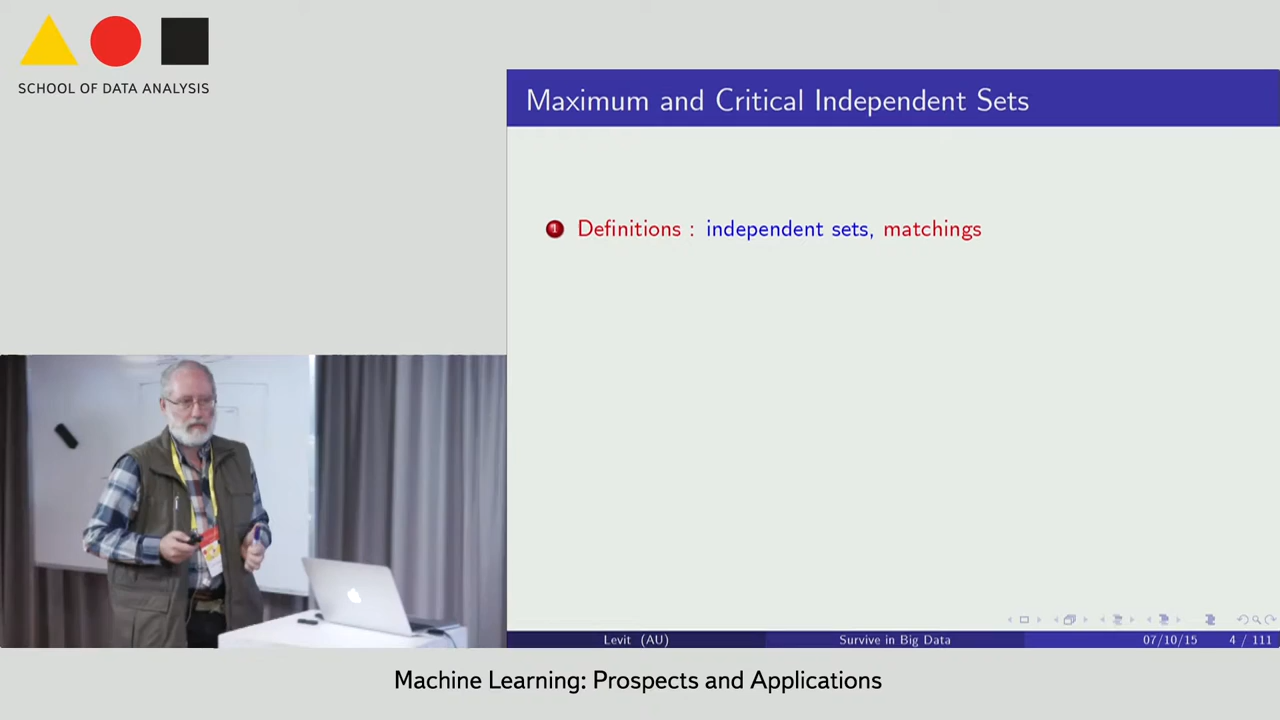 SCHOOL OF DATA ANALYSIS
Maximum and Critical Independent Sets
1 Definitions : independent sets, matchings
Levit (AU) Survive in Big Data 07/10/15 4 / 111
Machine Learning: Prospects and Applications